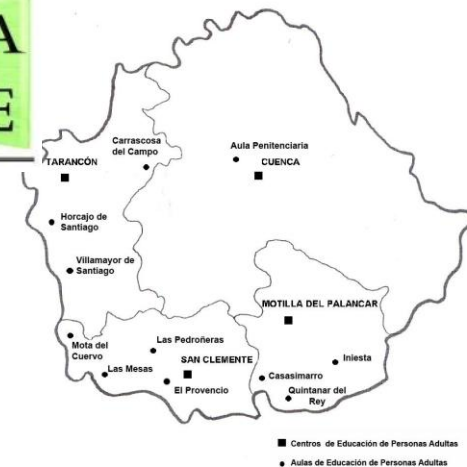 A
E
Carrascosa
del Campo
TARANCÓN
Aula Penitenciaria
CUENCA
Horcajo de
Santiago
Villamayor de
Santiago
MOTILLA DEL PALANCAR
Mota del
Cuervo
Las Pedroñeras
Las Mesas
SAN CLEMENTE
El Provencio
Iniesta
Casasimarro
Quintanar del
Rey
Centros de Educación de Personas Adultas
Aulas de Educación de Personas Adultas